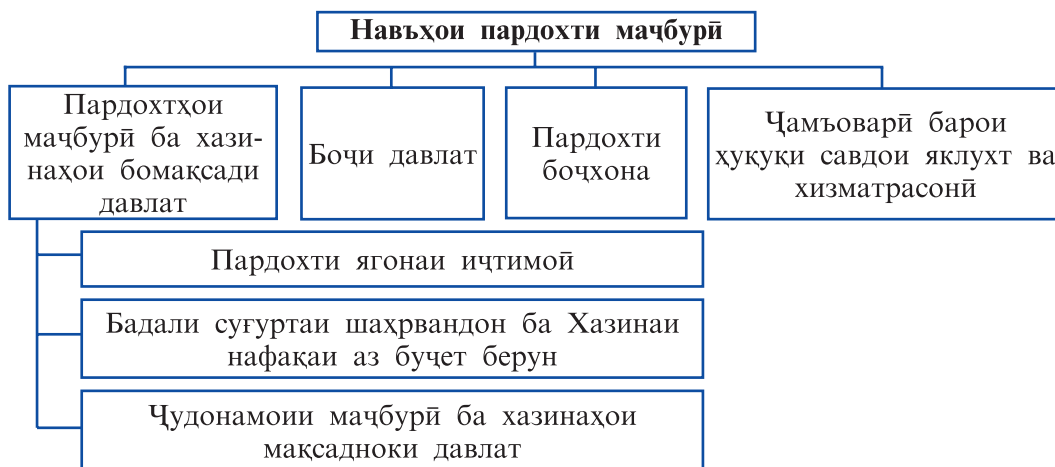 Навъҳои пардохти маҷбурӣ
Пардохтҳои
маҷбурӣ ба хази-
наҳои бомақсади
давлат
Боҷи давлат
Пардохти
боҷхона
Ҷамъоварӣ барои
ҳуқуқи савдои яклухт ва
хизматрасонӣ
Пардохти ягонаи иҷтимоӣ
Бадали суғуртаи шаҳрвандон ба Хазинаи
нафақаи аз буҷет берун
Ҷудонамоии маҷбурӣ ба хазинаҳои
мақсадноки давлат